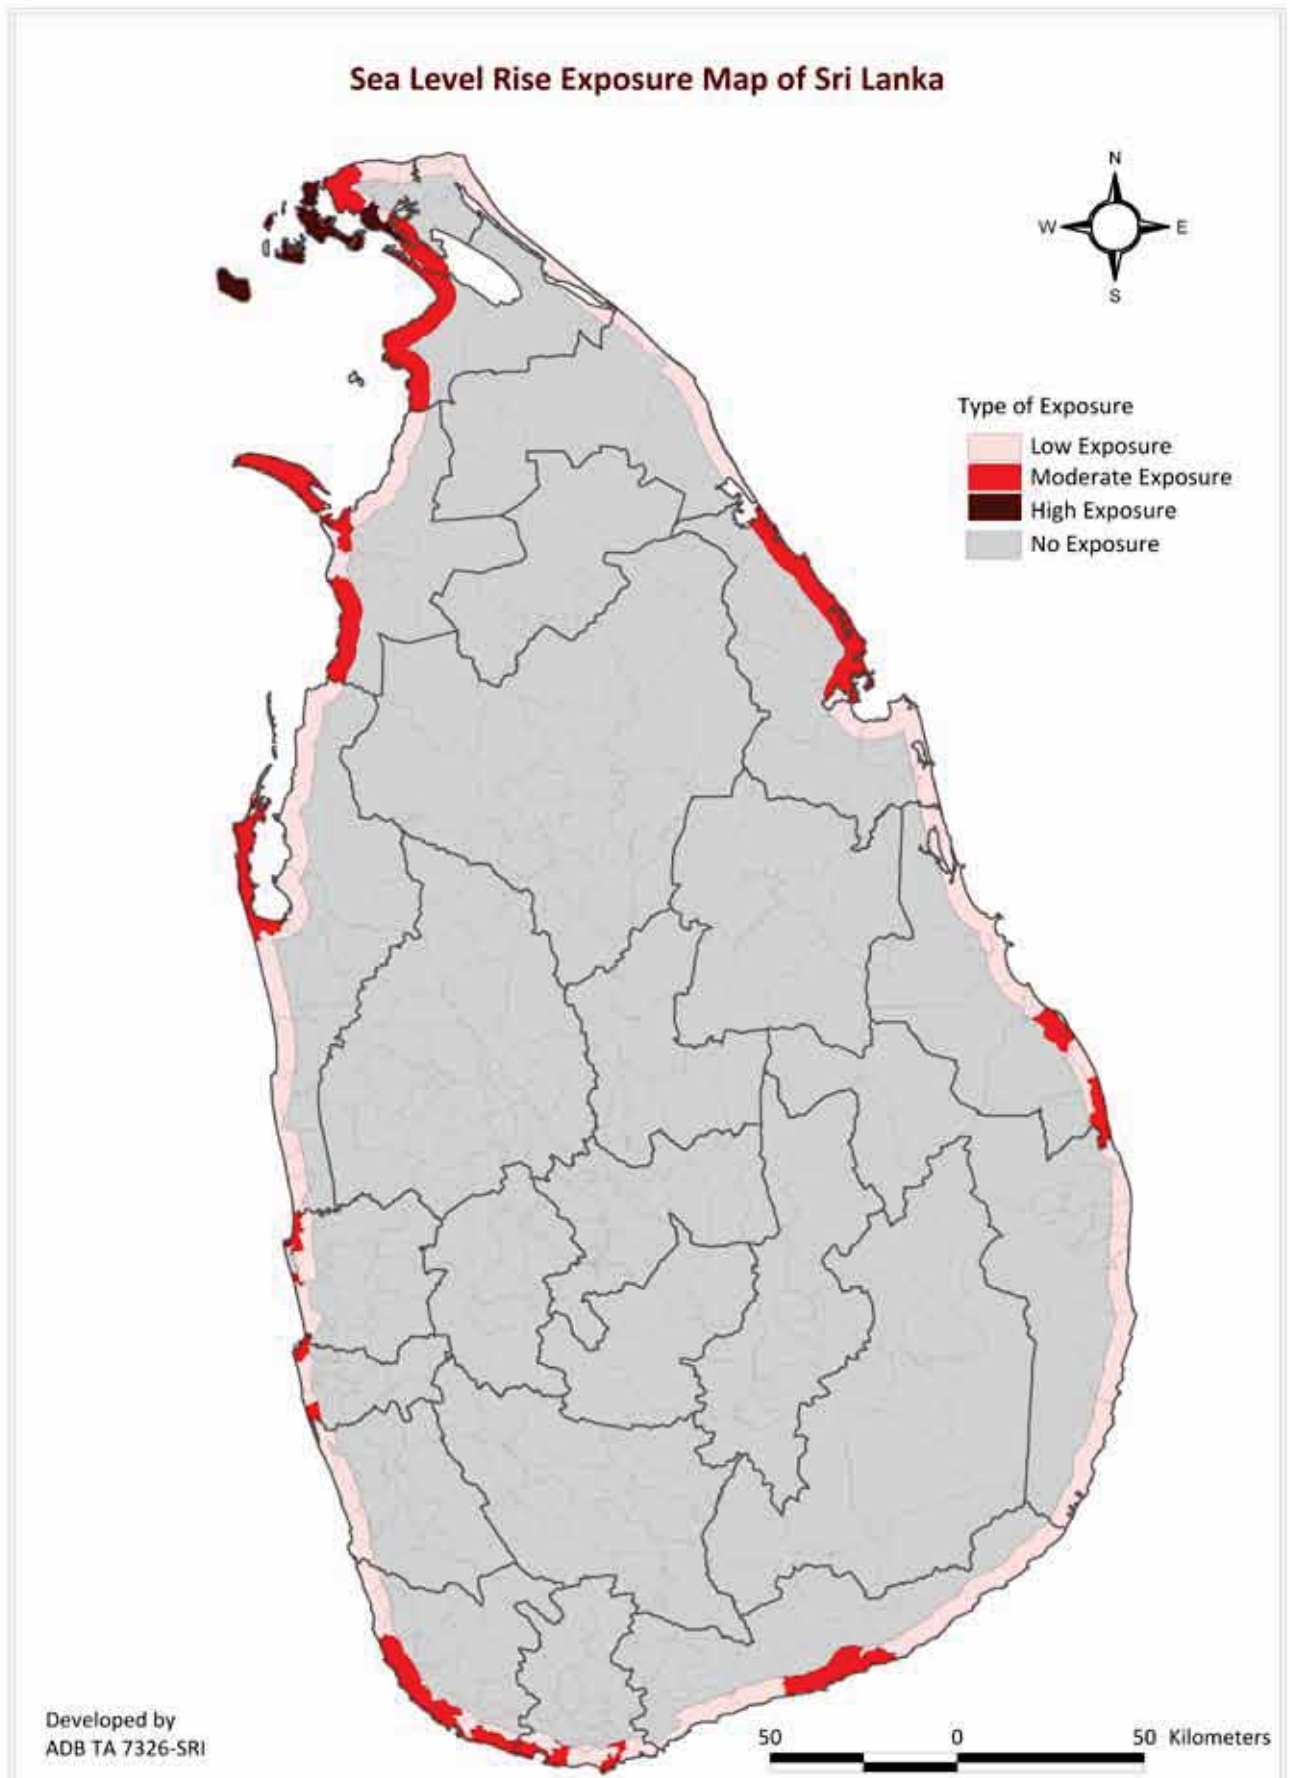 Sea Level Rise Exposure Map of Sri Lanka
N
W
E
S
Type of Exposure
Low Exposure
Moderate Exposure
High Exposure
No Exposure
Developed by
ADB TA 7326-SRI
50 0 50 Kilometers